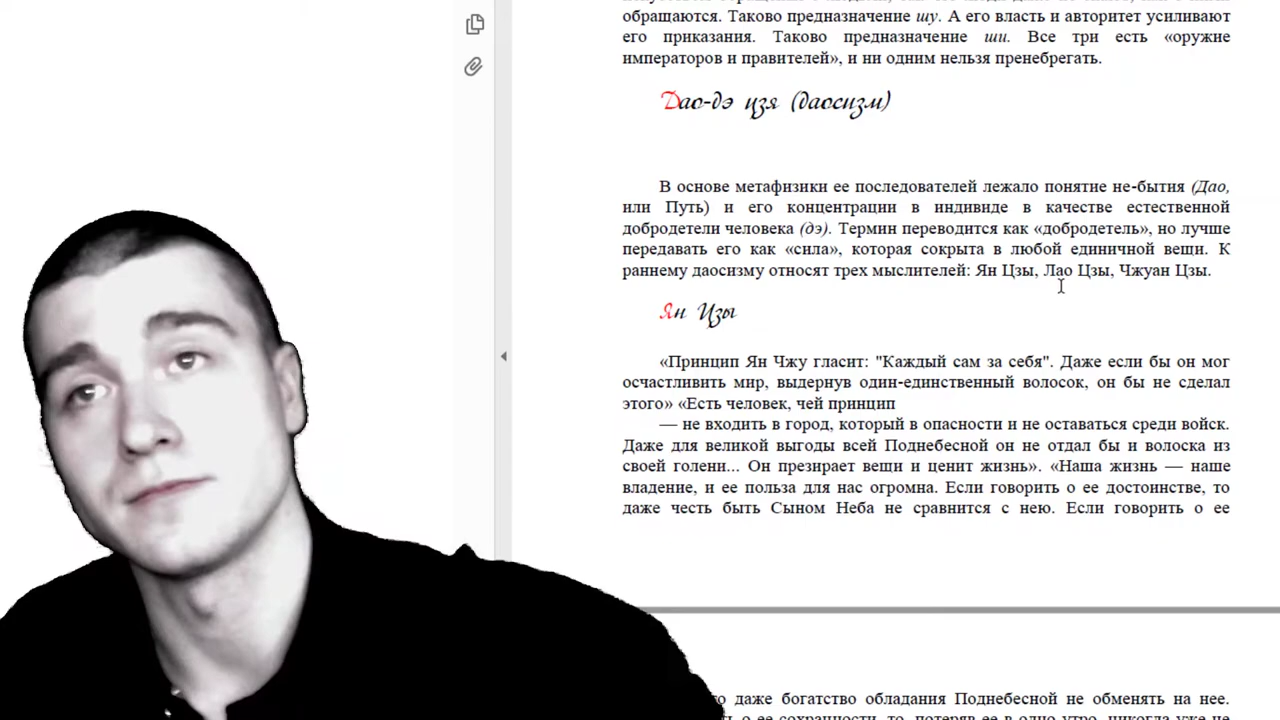 обращаются. Таково предназначение шу. А его власть и авторитет усиливают
его приказания. Таково предназначение ши. Все три есть «оружие
императоров и правителей», и ни одним нельзя пренебрегать.
Дао-дэ цзя (даосизм)
В основе метафизики ее последователей лежало понятие не-бытия (Дао,
или Путь) и его концентрации в индивиде в качестве естественной
добродетели человека (дэ). Термин переводится как «добродетель», но лучше
передавать его как «сила», которая сокрыта в любой единичной вещи. К
раннему даосизму относят трех мыслителей: Ян Цзы, Лао Цзы, Чжуан Цзы.
Ян Цзы
«Принцип Ян Чжу гласит: "Каждый сам за себя". Даже если бы он мог
осчастливить мир, выдернув один-единственный волосок, он бы не сделал
этого» «Есть человек, чей принцип
— не входить в город, который в опасности и не оставаться среди войск.
Даже для великой выгоды всей Поднебесной он не отдал бы и волоска из
своей голени... Он презирает вещи и ценит жизнь». «Наша жизнь — наше
владение, и ее польза для нас огромна. Если говорить о ее достоинстве, то
даже честь быть Сыном Неба не сравнится с нею. Если говорить о ее
даже богатство обладания Поднебесной не обменять на нее.